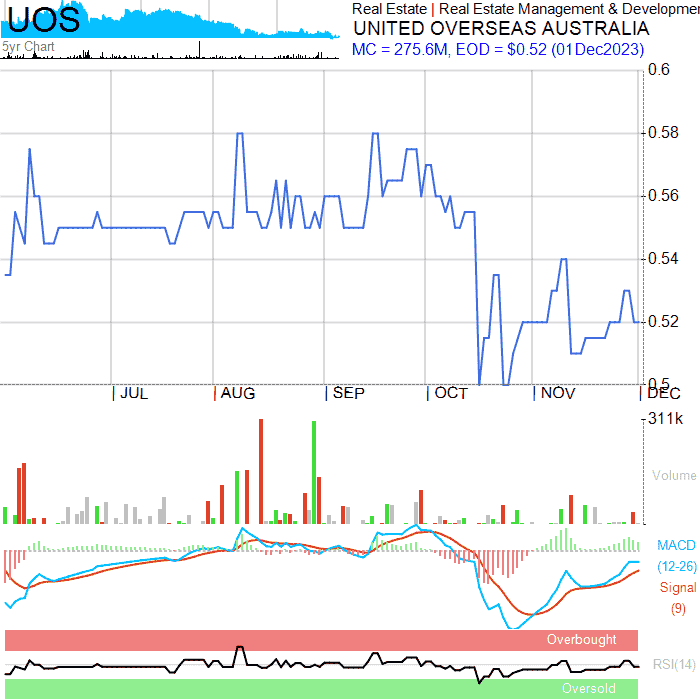 UOS
5yr Chart
Real Estate | Real Estate Management & Developmen
UNITED OVERSEAS AUSTRALIA
MC = 275.6M, EOD = $0.52 (01Dec2023)
0.6
0.58
0.56
0.54
0.52
0.5
JUL AUG SEP OCT NOV DEC
311k
Volume
MACD
(12-26)
Signal
(9)
Overbought
RSI(14)
Oversold